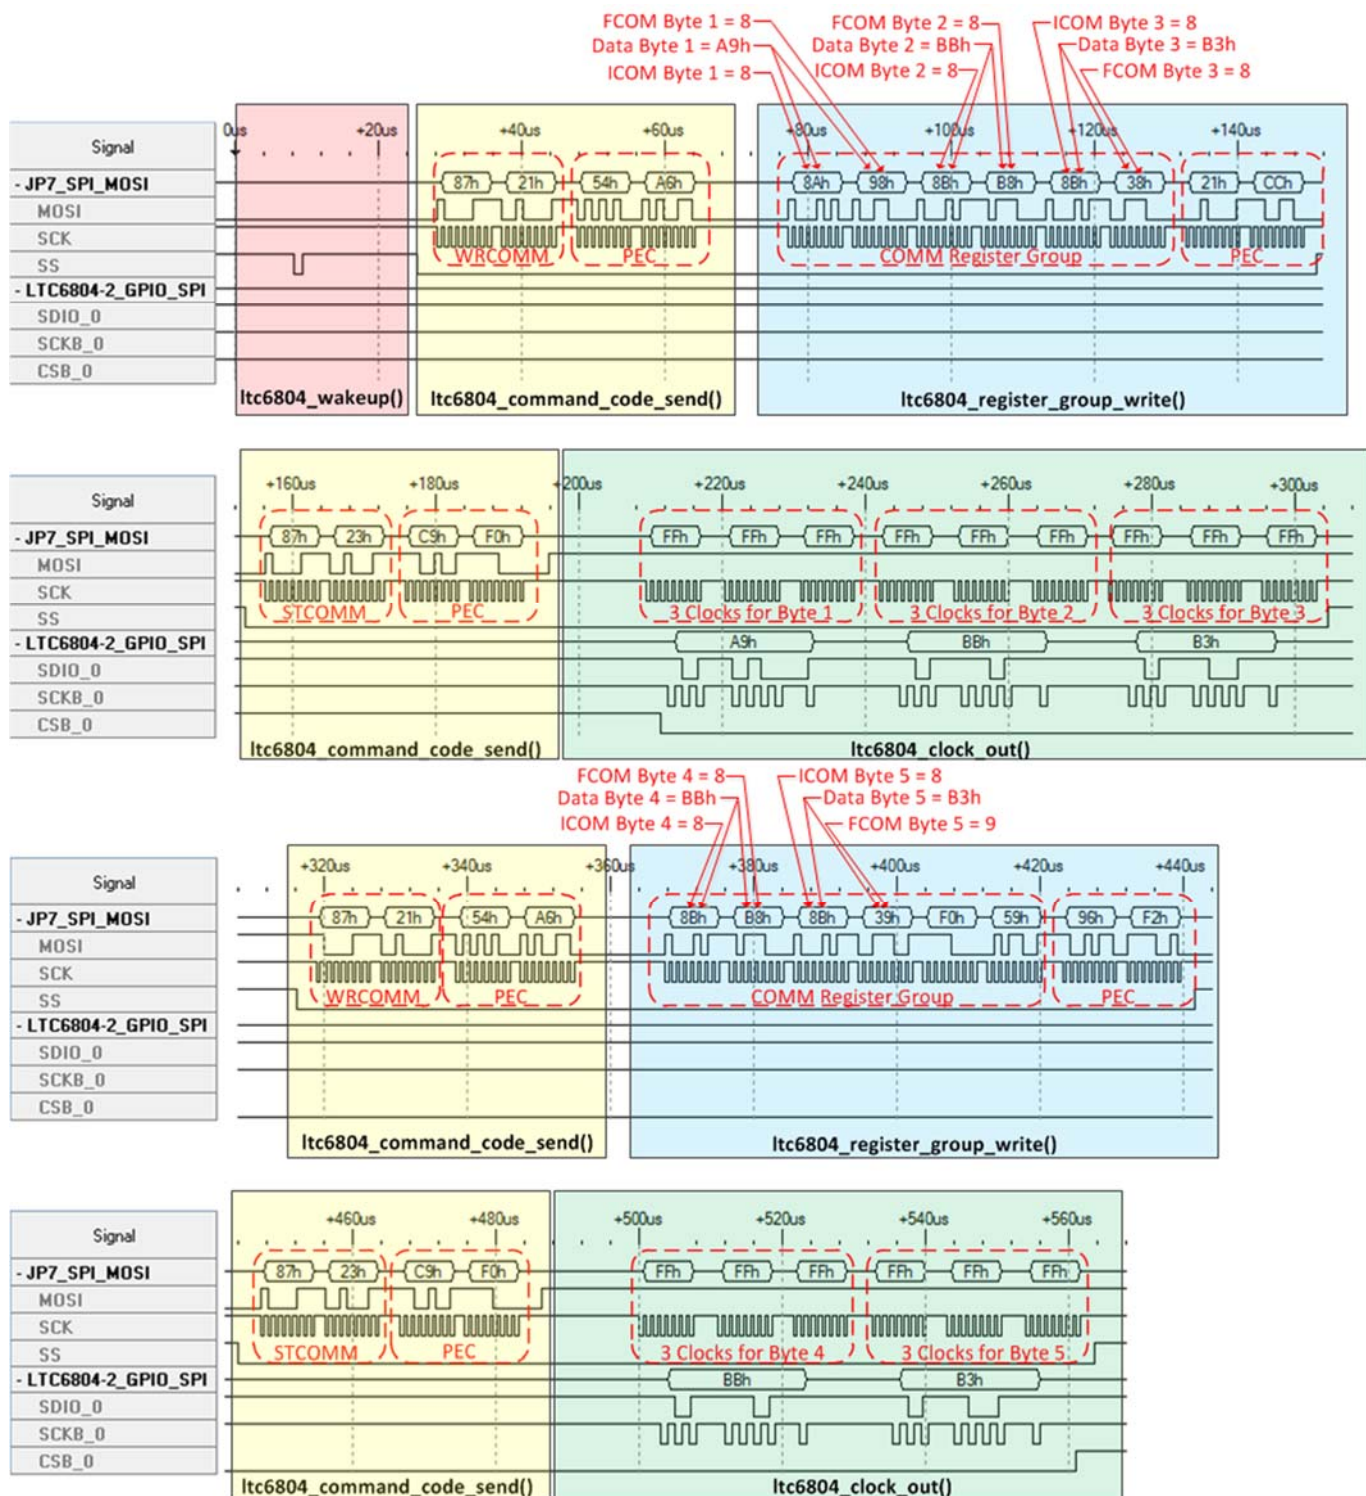 FCOM Byte 1 = 8 FCOM Byte 2 = 8 ICOM Byte 3 = 8
Data Byte 1 = A9h Data Byte 2 = BBh Data Byte 3 = B3h
ICOM Byte 1 = 8 ICOM Byte 2 = 8 FCOM Byte 3 = 8
Signal 0us +20us +40us +60us +80us +100us +120us +140us
- JP7_SPI_MOSI 87h 21h 54h A6h 8Ah 98h 8Bh B8h 8Bh 38h 21h CCh
MOSI
SCK
WRCOMM PEC COMM Register Group PEC
SS
- LTC6804-2_GPIO_SPI
SDIO_0
SCKB_0
CSB_0
ltc6804_wakeup() ltc6804_command_code_send() ltc6804_register_group_write()
Signal +160us +180us +200us +220us +240us +260us +280us +300us
- JP7_SPI_MOSI 87h 23h C9h F0h FFh FFh FFh FFh FFh FFh FFh FFh FFh
MOSI
SCK
STCOMM PEC 3 Clocks for Byte 1 3 Clocks for Byte 2 3 Clocks for Byte 3
SS
- LTC6804-2_GPIO_SPI A9h BBh B3h
SDIO_0
SCKB_0
CSB_0
ltc6804_command_code_send() ltc6804_clock_out()
FCOM Byte 4 = 8 ICOM Byte 5 = 8
Data Byte 4 = BBh Data Byte 5 = B3h
ICOM Byte 4 = 8 FCOM Byte 5 = 9
Signal +320us +340us +360us +380us +400us +420us +440us
- JP7_SPI_MOSI 87h 21h 54h A6h 8Bh B8h 8Bh 39h F0h 59h 96h F2h
MOSI
SCK
WRCOMM PEC COMM Register Group PEC
SS
- LTC6804-2_GPIO_SPI
SDIO_0
SCKB_0
CSB_0
ltc6804_command_code_send() ltc6804_register_group_write()
Signal +460us +480us +500us +520us +540us +560us
- JP7_SPI_MOSI 87h 23h C9h F0h FFh FFh FFh FFh FFh FFh
MOSI
SCK
STCOMM PEC 3 Clocks for Byte 4 3 Clocks for Byte 5
SS
- LTC6804-2_GPIO_SPI BBh B3h
SDIO_0
SCKB_0
CSB_0
ltc6804_command_code_send() ltc6804_clock_out()